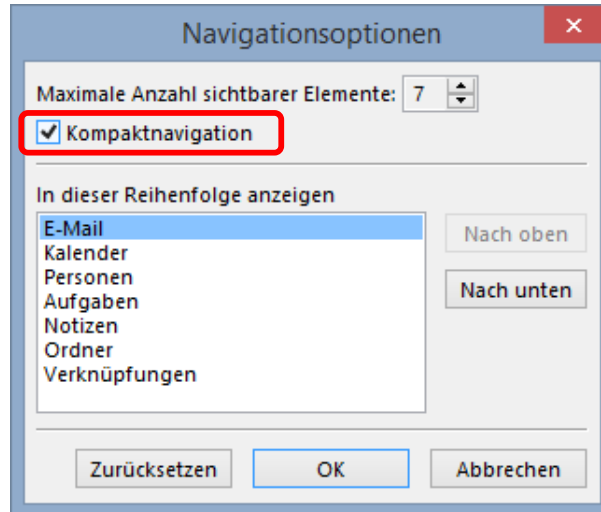 Navigationsoptionen
Maximale Anzahl sichtbarer Elemente: 7
Kompaktnavigation
In dieser Reihenfolge anzeigen
E-Mail
Kalender
Personen
Aufgaben
Notizen
Ordner
Verknüpfungen
Nach oben
Nach unten
Zurücksetzen OK Abbrechen